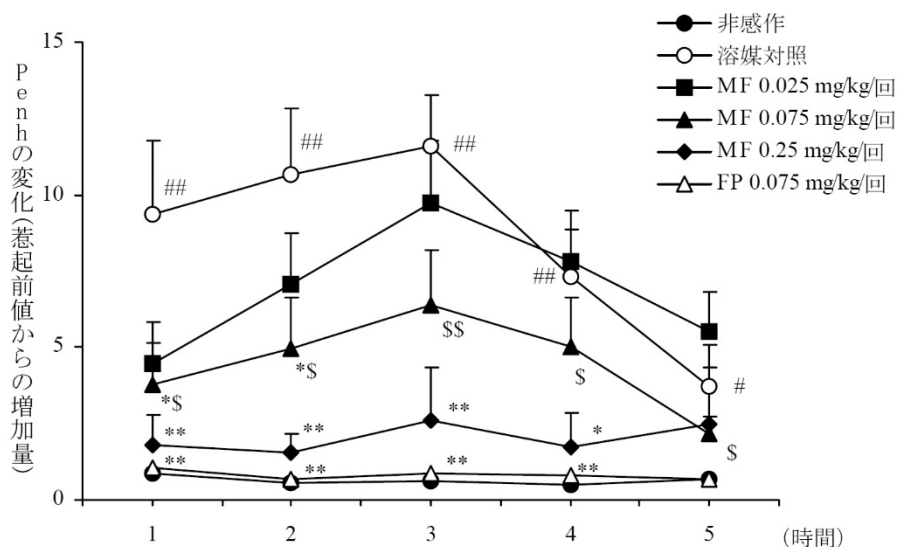 非感作
溶媒対照
MF 0.025 mg/kg/回
MF 0.075 mg/kg/回
MF 0.25 mg/kg/回
FP 0.075 mg/kg/回
Penhの変化(惹起前値からの増加量)
15
10
5
0
##
##
##
##
#
*$
*$
$$
$
$
**
**
**
*
**
**
**
**
1 2 3 4 5 (時間)